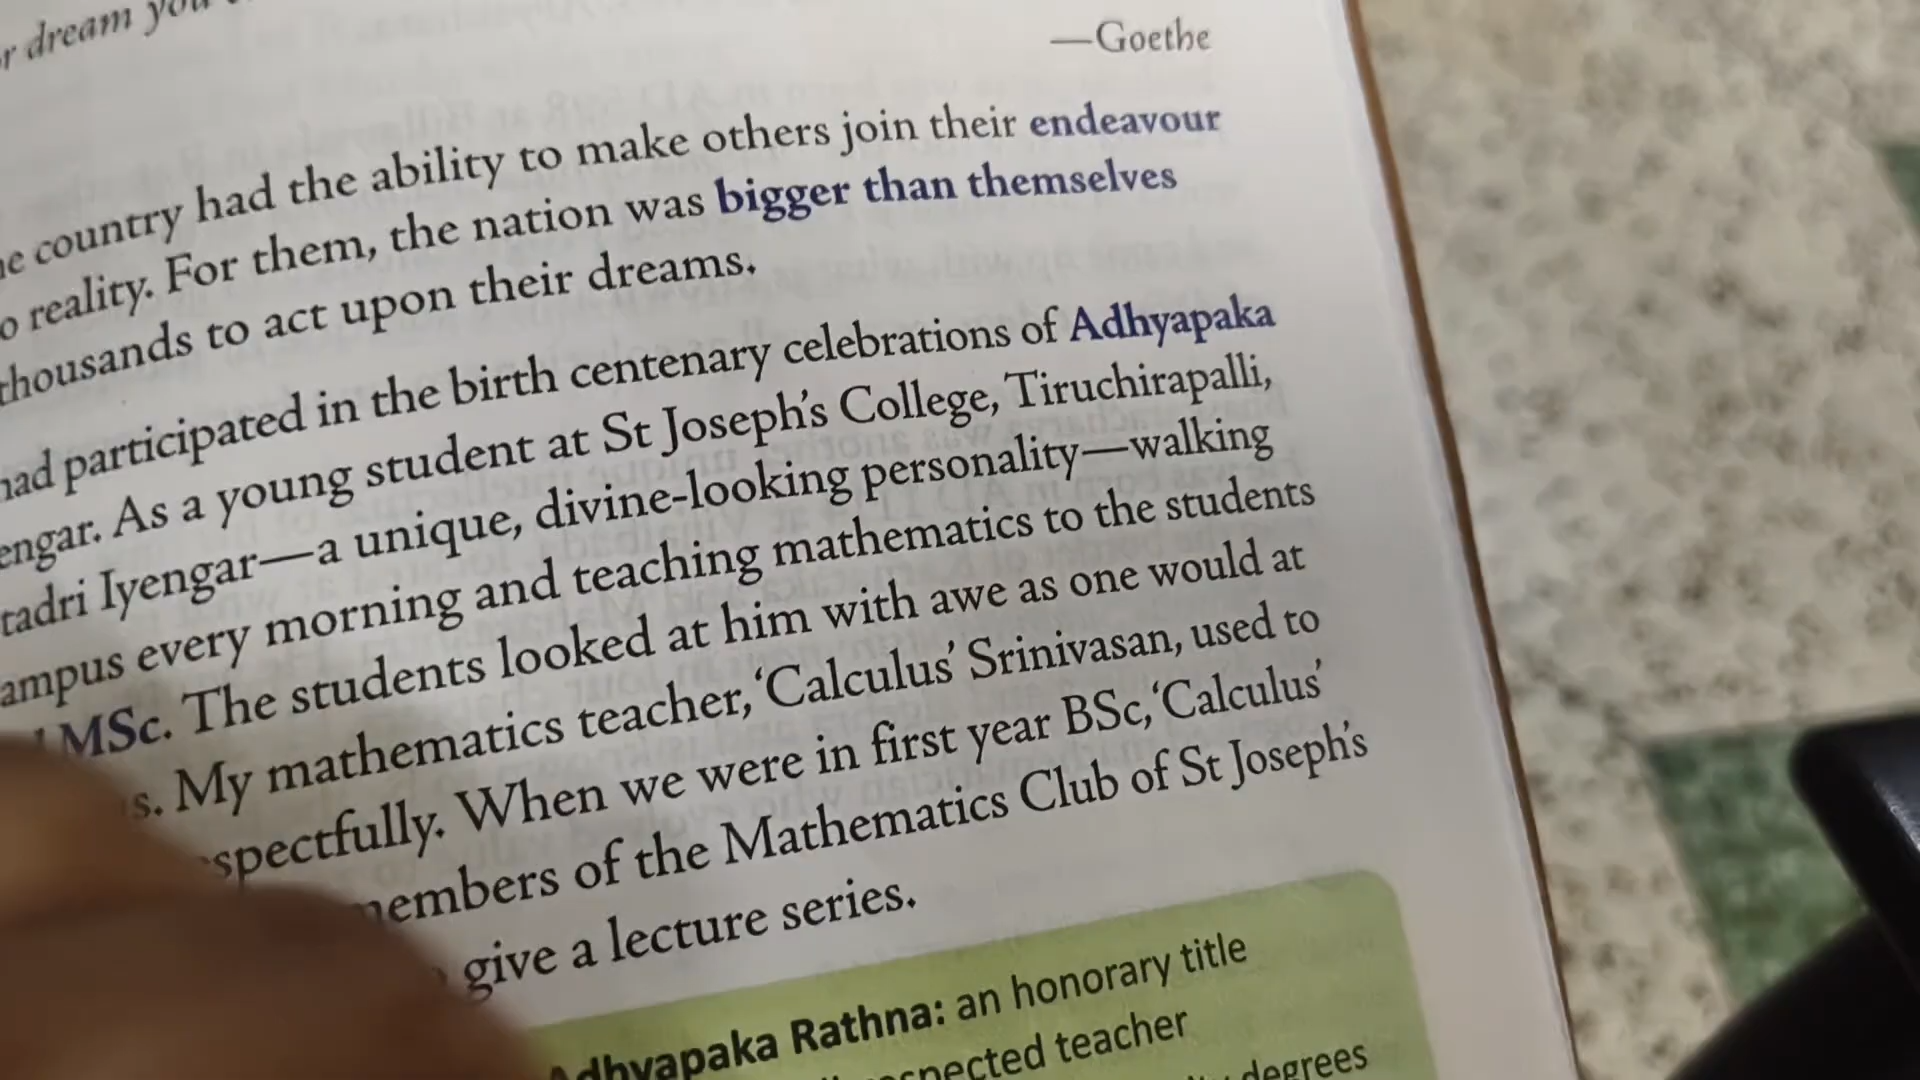 dream you
—Goethe
country had the ability to make others join their endeavour
reality. For them, the nation was bigger than themselves
thousands to act upon their dreams.
participated in the birth centenary celebrations of Adhyapaka
As a young student at St Joseph's College, Tiruchirapalli,
Iyengar—a unique, divine-looking personality—walking
every morning and teaching mathematics to the students
MSc. The students looked at him with awe as one would at
My mathematics teacher, 'Calculus' Srinivasan, used to
When we were in first year BSc, 'Calculus'
of the Mathematics Club of St Joseph's
give a lecture series.
Adhyapaka Rathna: an honorary title
teacher
degrees